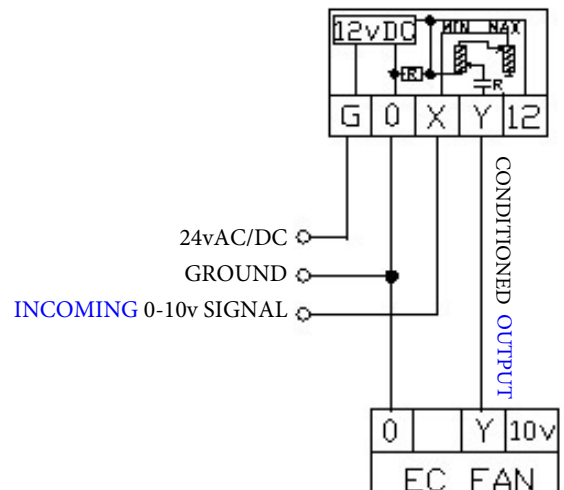 12vDC MIN MAX
R
R
G 0 X Y 12
24vAC/DC
GROUND
INCOMING 0-10v SIGNAL
CONDITIONED OUTPUT
0 Y 10v
EC FAN